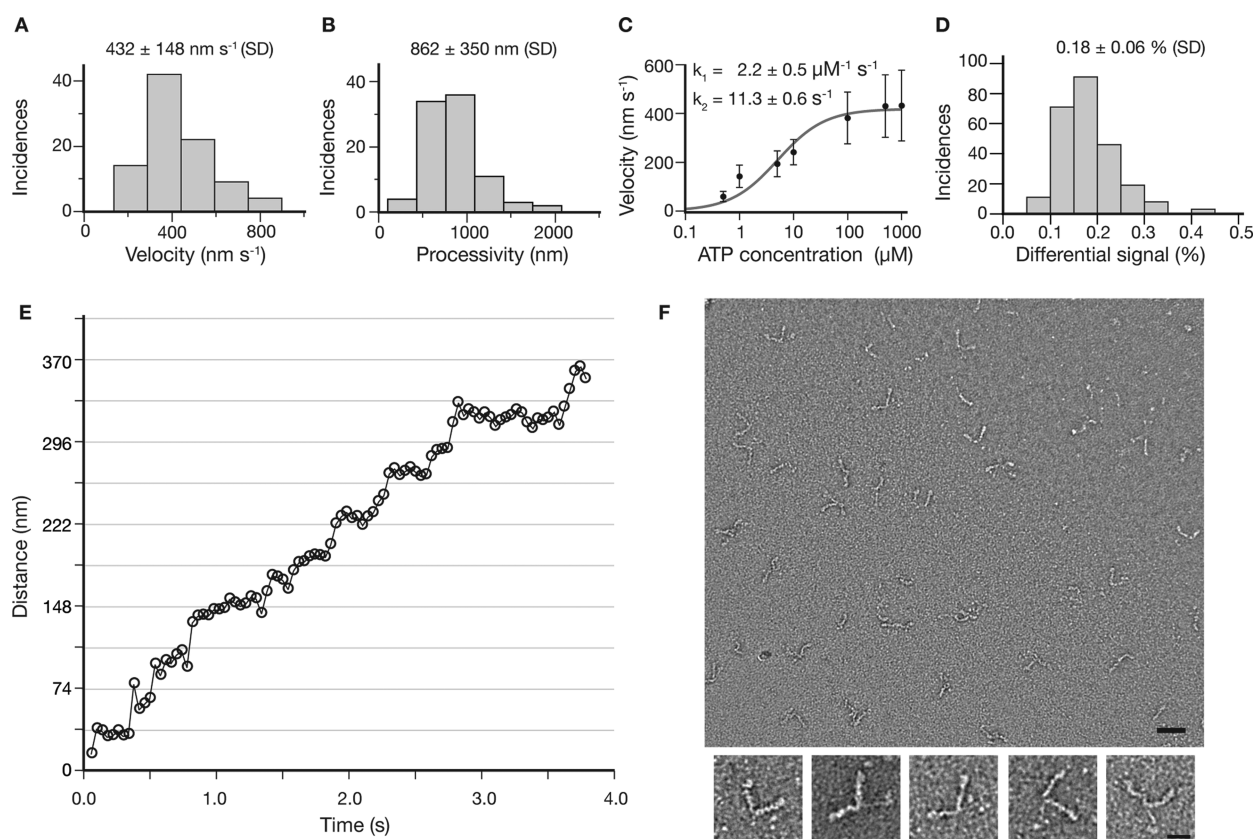 A
432 ± 148 nm s⁻¹ (SD)
Incidences
40
20
0
0
400
800
Velocity (nm s⁻¹)
B
862 ± 350 nm (SD)
Incidences
40
20
0
0
1000
2000
Processivity (nm)
C
k₁ = 2.2 ± 0.5 µM⁻¹ s⁻¹
k₂ = 11.3 ± 0.6 s⁻¹
Velocity (nm s⁻¹)
600
400
200
0
0.1
1
10
100
1000
ATP concentration (µM)
D
0.18 ± 0.06 % (SD)
Incidences
100
80
60
40
20
0
0.0
0.1
0.2
0.3
0.4
0.5
Differential signal (%)
E
Distance (nm)
370
296
222
148
74
0
0.0
1.0
2.0
3.0
4.0
Time (s)
F